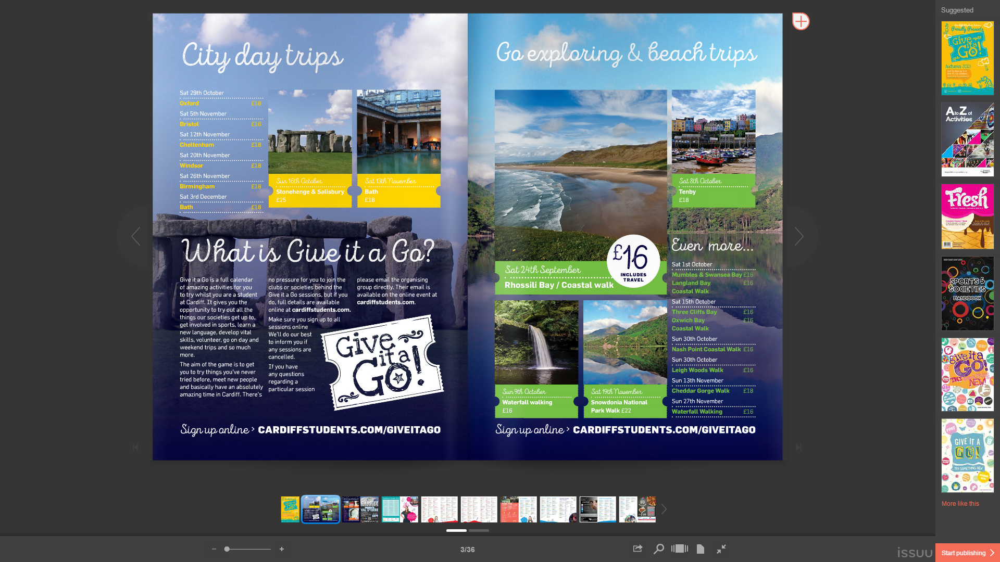 City day trips
Sat 29th October
Oxford £18
Sat 5th November
Bristol £16
Sat 12th November
Cheltenham £18
Sat 20th November
Windsor £18
Sat 26th November
Birmingham £18
Sat 3rd December
Bath £18
Sun 16th October
Stonehenge & Salisbury
£25
Sat 13th November
Bath
£18
What is Give it a Go?
Give it a Go is a full calendar
of amazing activities for you
to try whilst you are a student
at Cardiff. It gives you the
opportunity to try out all the
things our societies get up to,
get involved in sports, learn a
new language, develop vital
skills, volunteer, go on day and
weekend trips and so much
more.
The aim of the game is to get
you to try things you've never
tried before, meet new people
and basically have an absolutely
amazing time in Cardiff. There's
no pressure for you to join the
clubs or societies behind the
Give it a Go sessions, but if you
do, full details are available
online at cardiffstudents.com.
Make sure you sign up to all
sessions online
We'll do our best
to inform you if
any sessions are
cancelled.
If you have
any questions
regarding a
particular session
please email the organising
group directly. Their email is
available on the online event at
cardiffstudents.com.
Give
it a
Go!
Sign up online > CARDIFFSTUDENTS.COM/GIVEITAGO
Go exploring & beach trips
Sat 24th September
Rhossili Bay / Coastal walk
£16
INCLUDES
TRAVEL
Sat 8th October
Tenby
£18
Sun 9th October
Waterfall walking
£16
Sat 19th November
Snowdonia National
Park Walk £22
Even more...
Sat 1st October
Mumbles & Swansea Bay £16
Langland Bay £16
Coastal Walk
Sat 15th October
Three Cliffs Bay £16
Oxwich Bay £16
Coastal Walk
Sun 30th October
Nash Point Coastal Walk £16
Sun 30th October
Leigh Woods Walk £16
Sun 13th November
Cheddar Gorge Walk £18
Sun 27th November
Waterfall Walking £16
Sign up online > CARDIFFSTUDENTS.COM/GIVEITAGO
Suggested
Proudly Presents
Give
it a
Go!
Autumn 2015
A to Z of
Activities
Fresh
SPORTS &
SOCIETIES
HANDBOOK
give it a
GO!
TRY SOMETHING
NEW!
FREE
GIVE IT A
GO!
TRY SOMETHING NEW
More like this
3/36
issuu
Start publishing